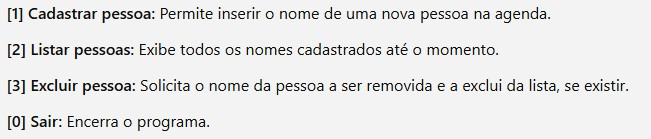 [1] Cadastrar pessoa: Permite inserir o nome de uma nova pessoa na agenda.
[2] Listar pessoas: Exibe todos os nomes cadastrados até o momento.
[3] Excluir pessoa: Solicita o nome da pessoa a ser removida e a exclui da lista, se existir.
[0] Sair: Encerra o programa.